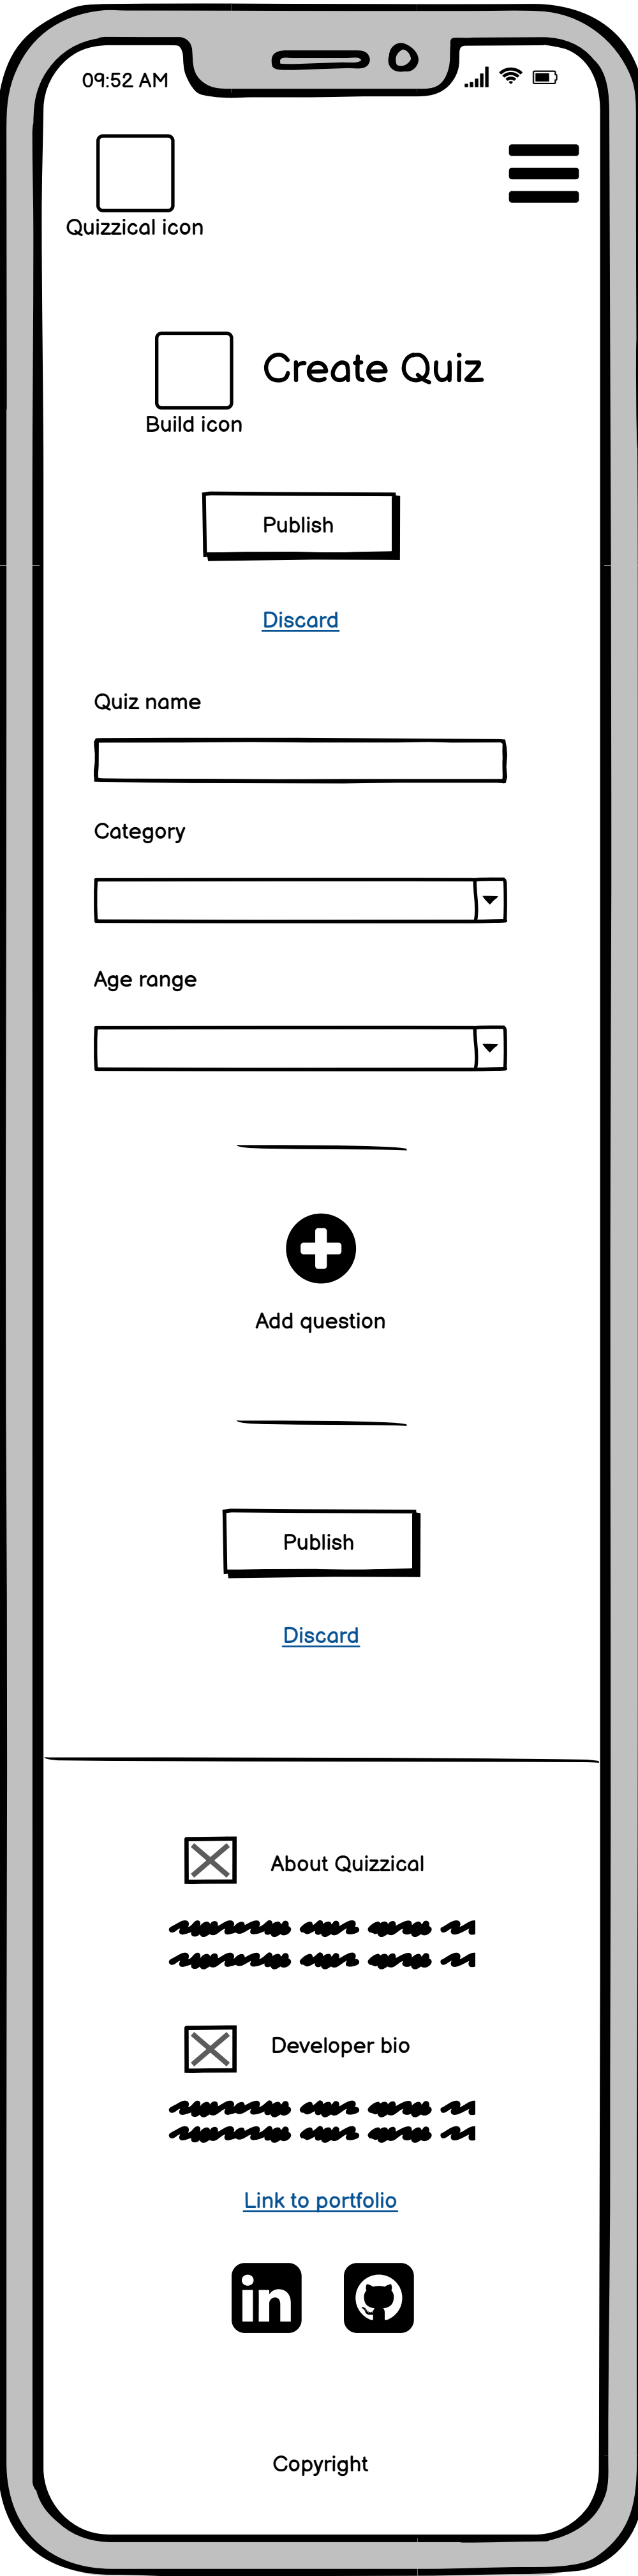 09:52 AM
Quizzical icon
Create Quiz
Build icon
Publish
Discard
Quiz name
Category
Age range
Add question
Publish
Discard
About Quizzical
Developer bio
Link to portfolio
in
Copyright